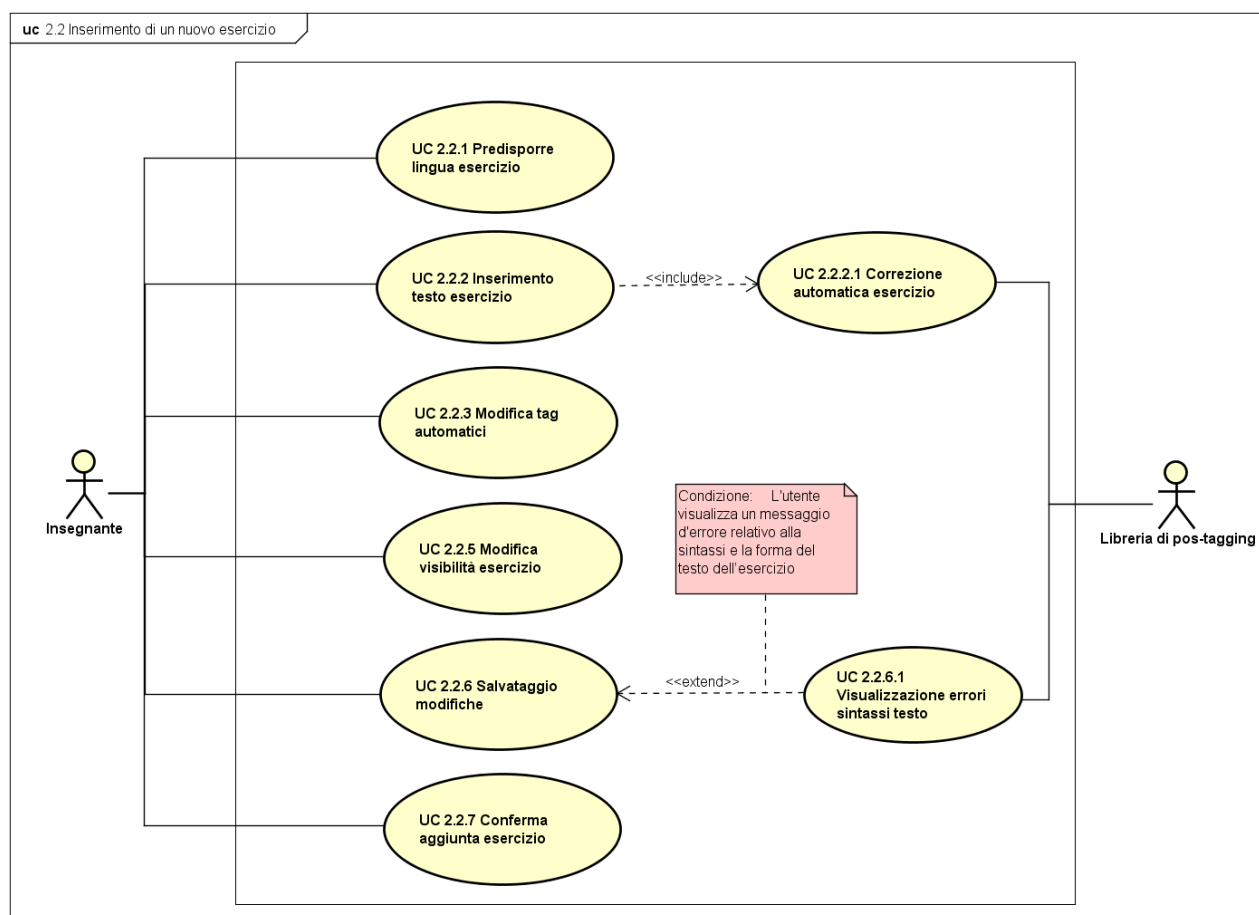 uc 2.2 Inserimento di un nuovo esercizio
UC 2.2.1 Predisporre
lingua esercizio
UC 2.2.2 Inserimento
testo esercizio
<<include>>
UC 2.2.2.1 Correzione
automatica esercizio
UC 2.2.3 Modifica tag
automatici
Insegnante
Condizione: L'utente
visualizza un messaggio
d'errore relativo alla
sintassi e la forma del
testo dell'esercizio
Libreria di pos-tagging
UC 2.2.5 Modifica
visibilità esercizio
UC 2.2.6 Salvataggio
modifiche
<<extend>>
UC 2.2.6.1
Visualizzazione errori
sintassi testo
UC 2.2.7 Conferma
aggiunta esercizio